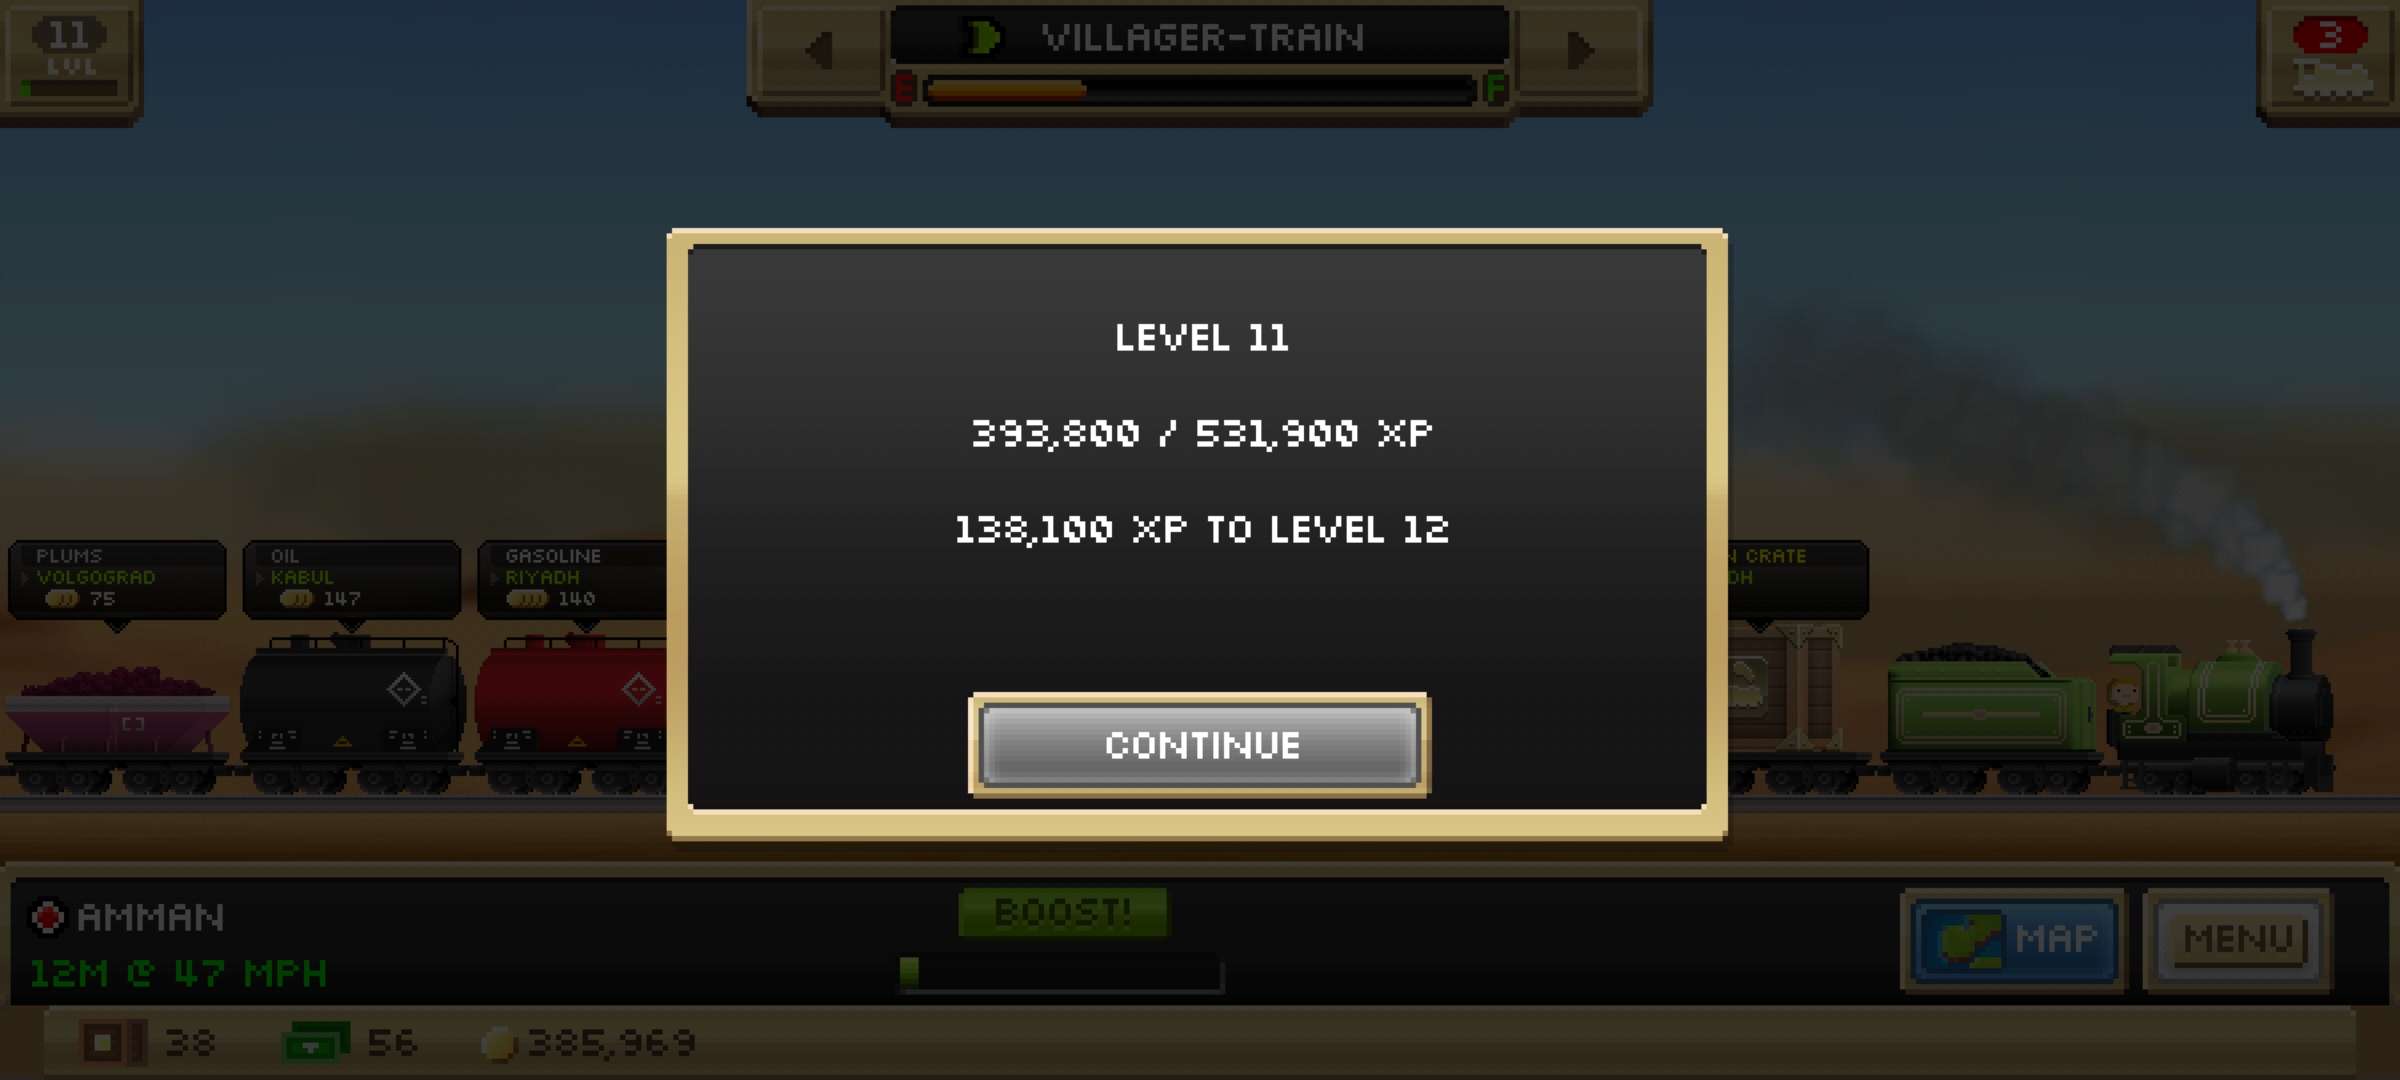 11
LVL
VILLAGER-TRAIN
E
F
3
LEVEL 11
393,800 / 531,900 XP
138,100 XP TO LEVEL 12
CONTINUE
PLUMS
VOLGOGRAD
75
OIL
KABUL
147
GASOLINE
RIYADH
140
N CRATE
DH
AMMAN
12M @ 47 MPH
BOOST!
MAP
MENU
38
56
385,969